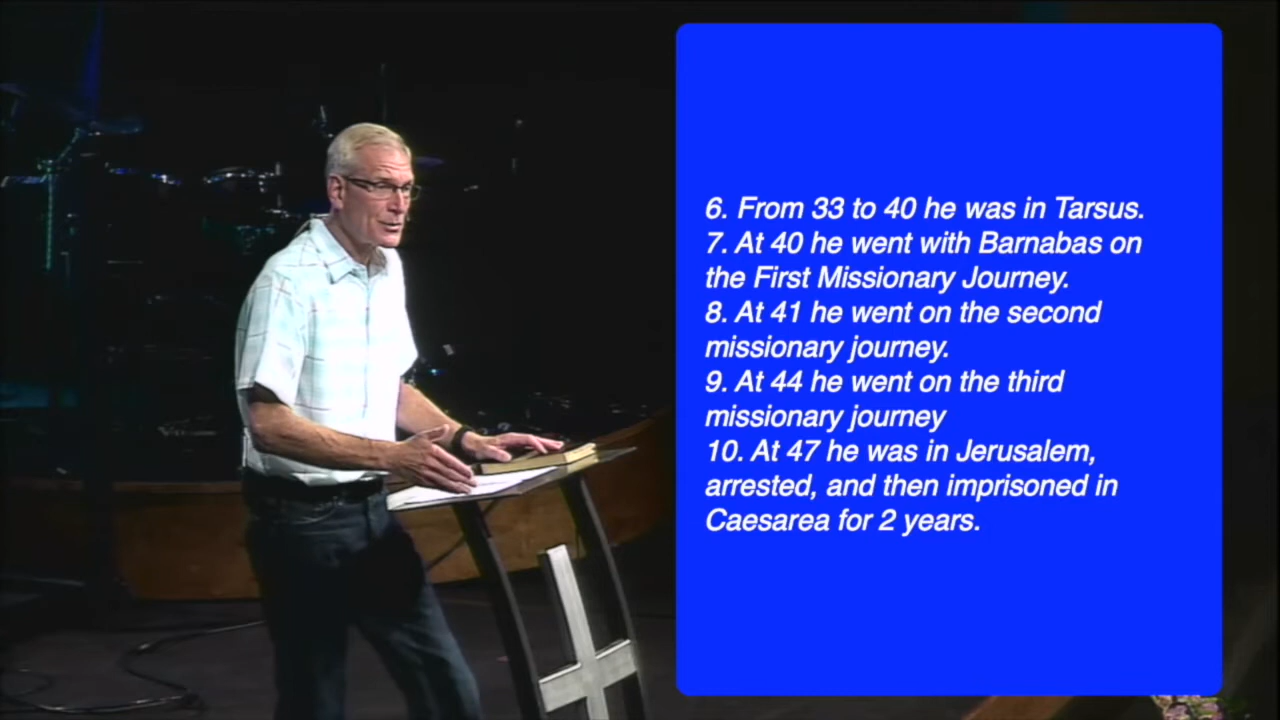 6. From 33 to 40 he was in Tarsus.
7. At 40 he went with Barnabas on
the First Missionary Journey.
8. At 41 he went on the second
missionary journey.
9. At 44 he went on the third
missionary journey
10. At 47 he was in Jerusalem,
arrested, and then imprisoned in
Caesarea for 2 years.